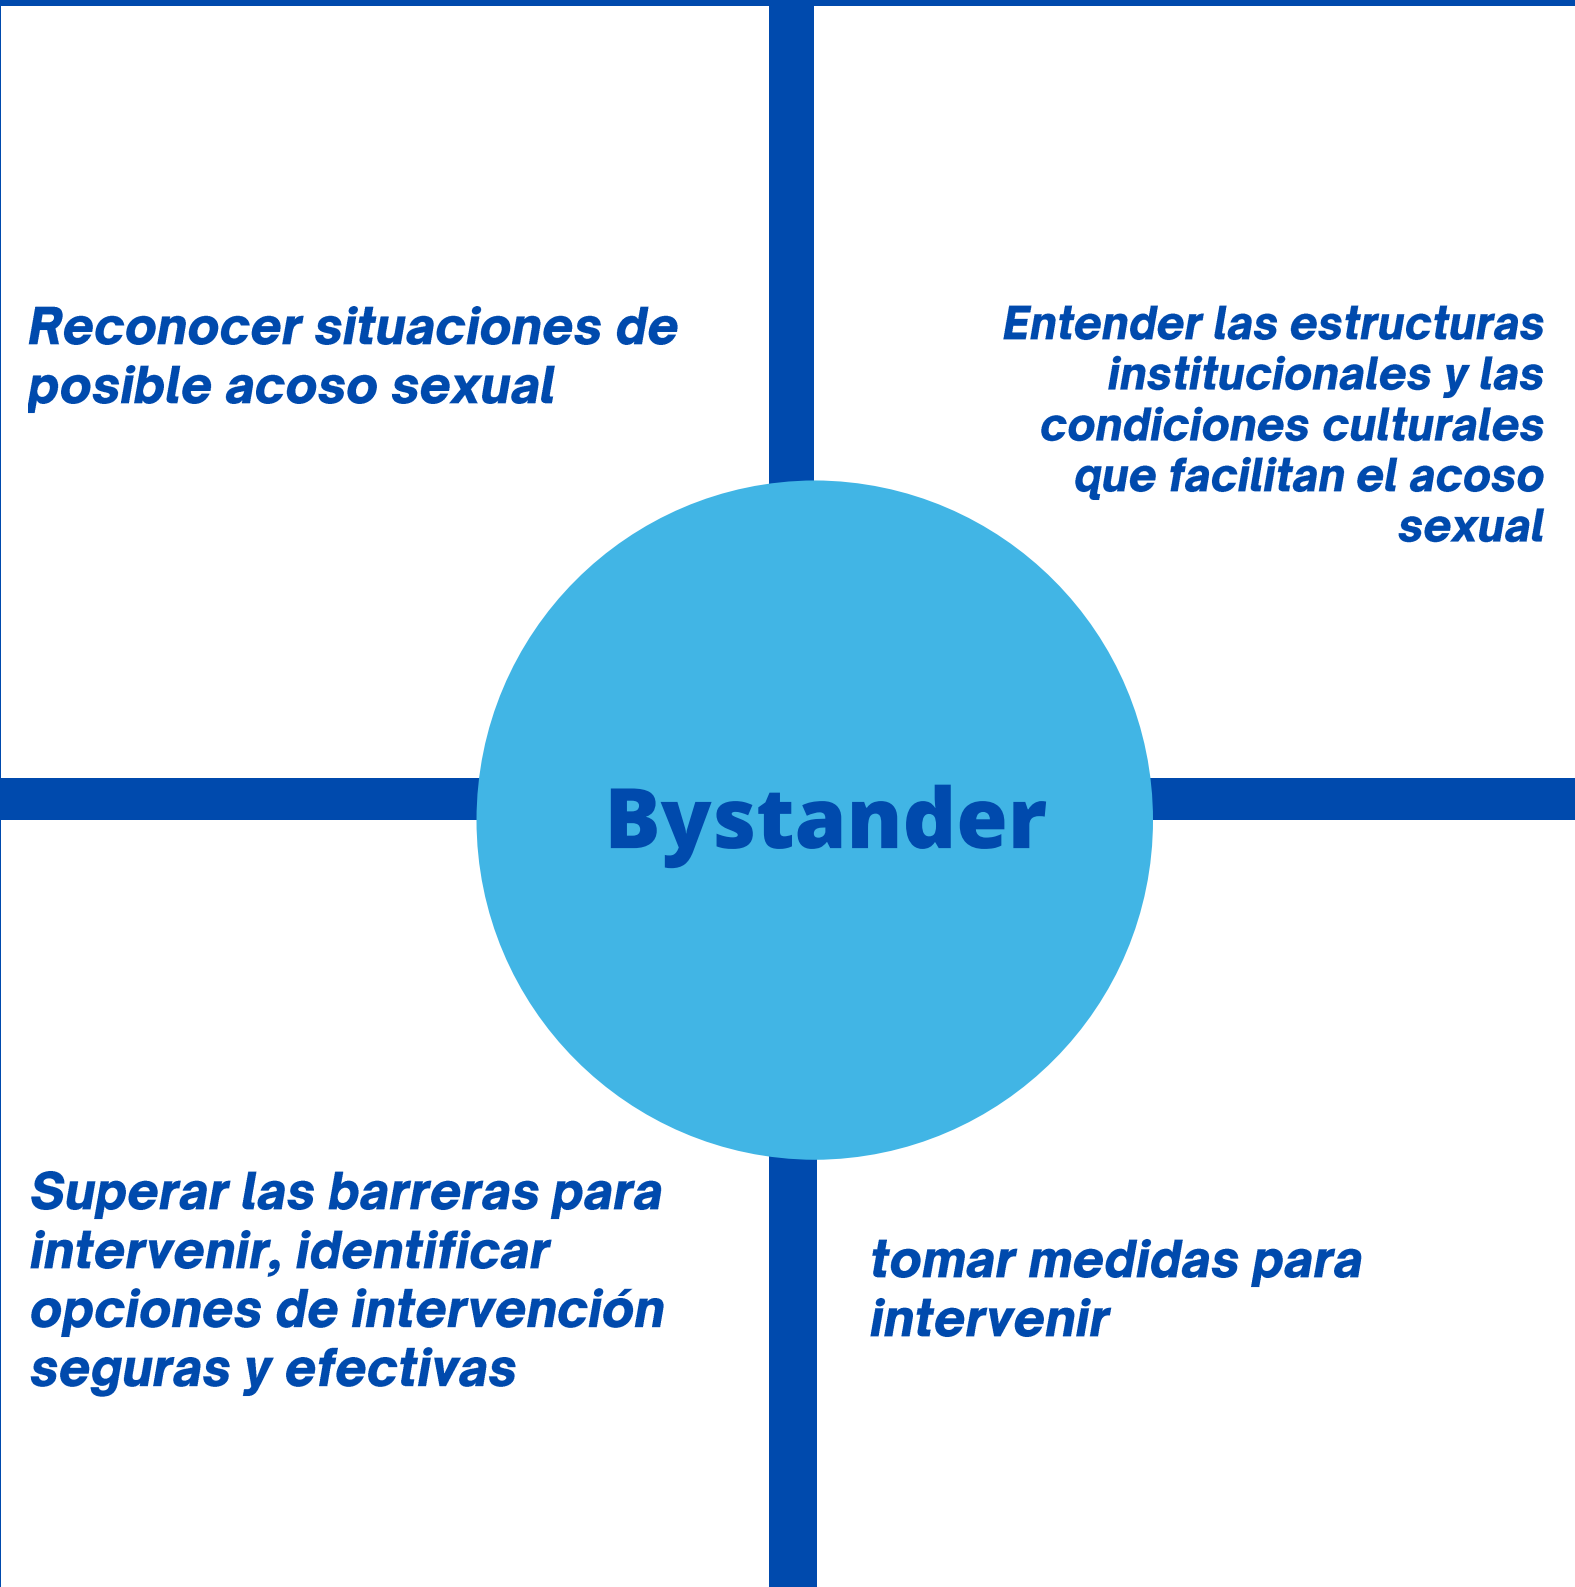 Reconocer situaciones de
posible acoso sexual
Entender las estructuras
institucionales y las
condiciones culturales
que facilitan el acoso
sexual
Bystander
Superar las barreras para
intervenir, identificar
opciones de intervención
seguras y efectivas
tomar medidas para
intervenir